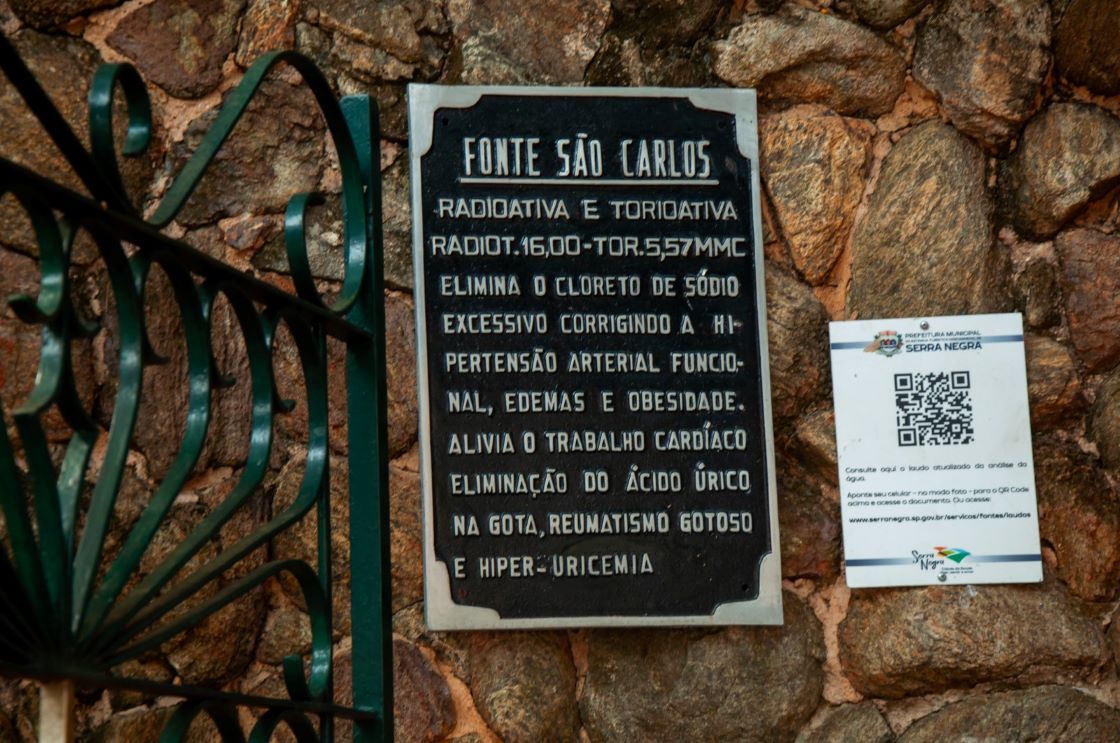 FONTE SÃO CARLOS
RADIOATIVA E TORIOATIVA
RADIOT.16,00-TOR.5,57MMC
ELIMINA O CLORETO DE SÓDIO
EXCESSIVO CORRIGINDO A HI-
PERTENSÃO ARTERIAL FUNCIO-
NAL, EDEMAS E OBESIDADE.
ALIVIA O TRABALHO CARDÍACO
ELIMINAÇÃO DO ÁCIDO ÚRICO
NA GOTA, REUMATISMO GOTOSO
E HIPER-URICEMIA
PREFEITURA MUNICIPAL
SERRA NEGRA
Consulte aqui o laudo atualizado da análise da
água.
Aponte seu celular - na modo foto - para o QR Code
acima e acesse o documento. Ou acesse:
www.serranegra.sp.gov.br/servicos/fontes/laudos
Serra
Negra